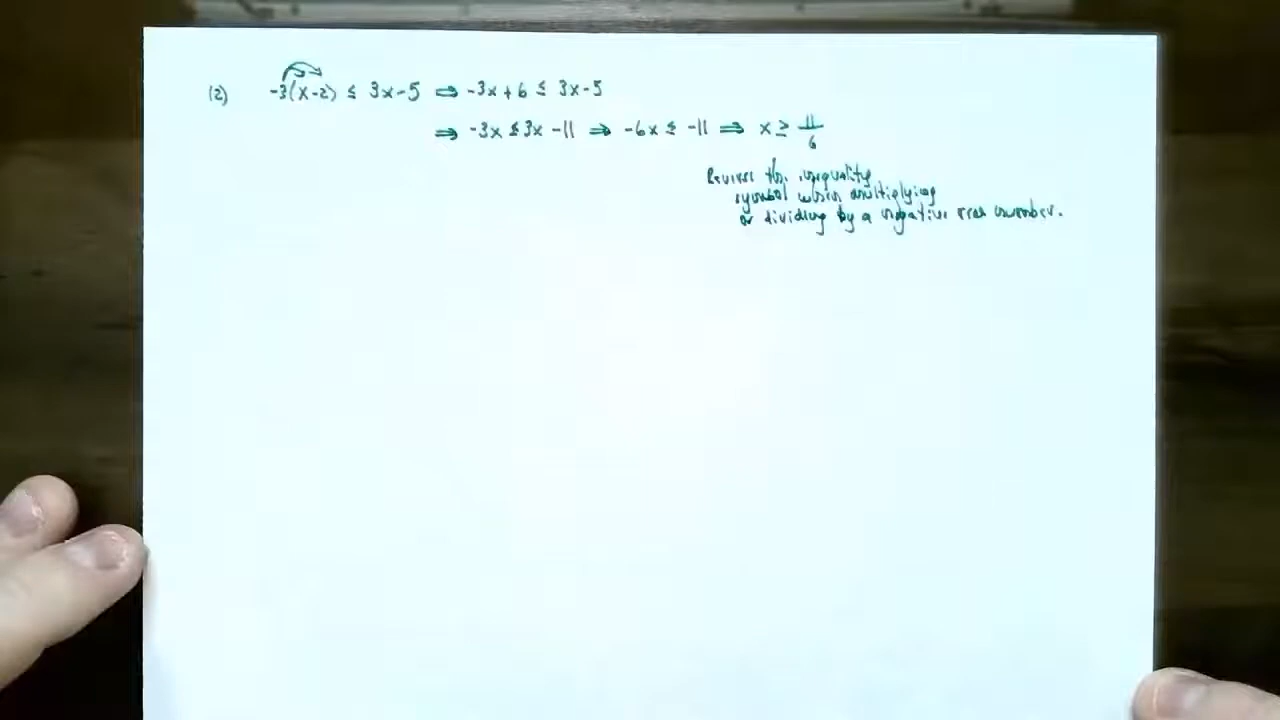 (2) -3(x-2) ≤ 3x-5 ⇒ -3x+6 ≤ 3x-5
⇒ -3x ≤ 3x -11 ⇒ -6x ≤ -11 ⇒ x ≥ 11/6
Reverse the inequality
symbol when multiplying
or dividing by a negative real number.